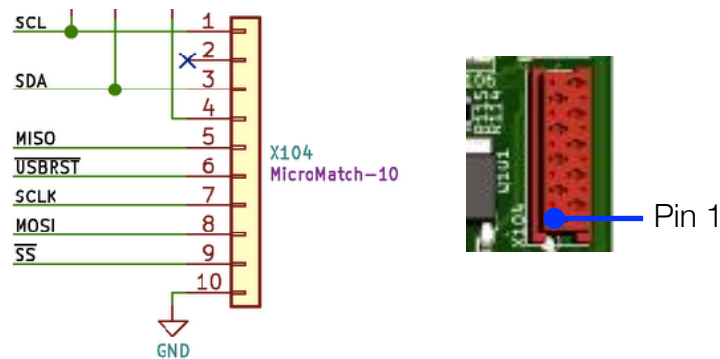 SCL
1
2
SDA
3
4
MISO
5
USBRST
6
SCLK
7
MOSI
8
SS
9
10
GND
X104
MicroMatch-10
R114
X104
Pin 1